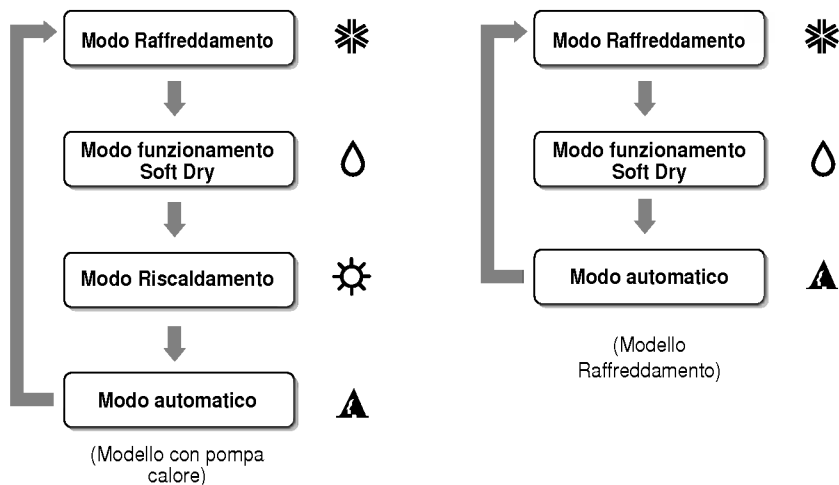 Modo Raffreddamento
Modo funzionamento
Soft Dry
Modo Riscaldamento
Modo automatico
(Modello con pompa
calore)
Modo Raffreddamento
Modo funzionamento
Soft Dry
Modo automatico
(Modello
Raffreddamento)